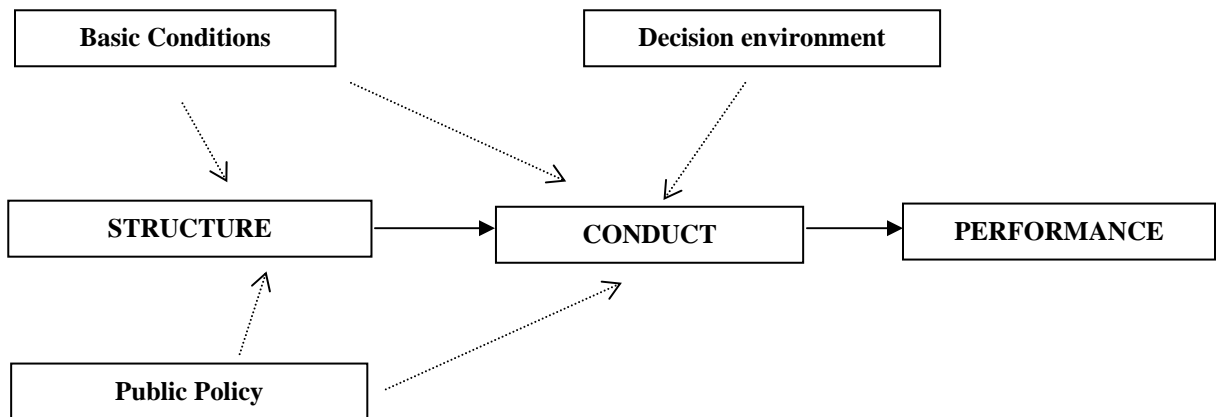 Basic Conditions
Decision environment
STRUCTURE
CONDUCT
PERFORMANCE
Public Policy